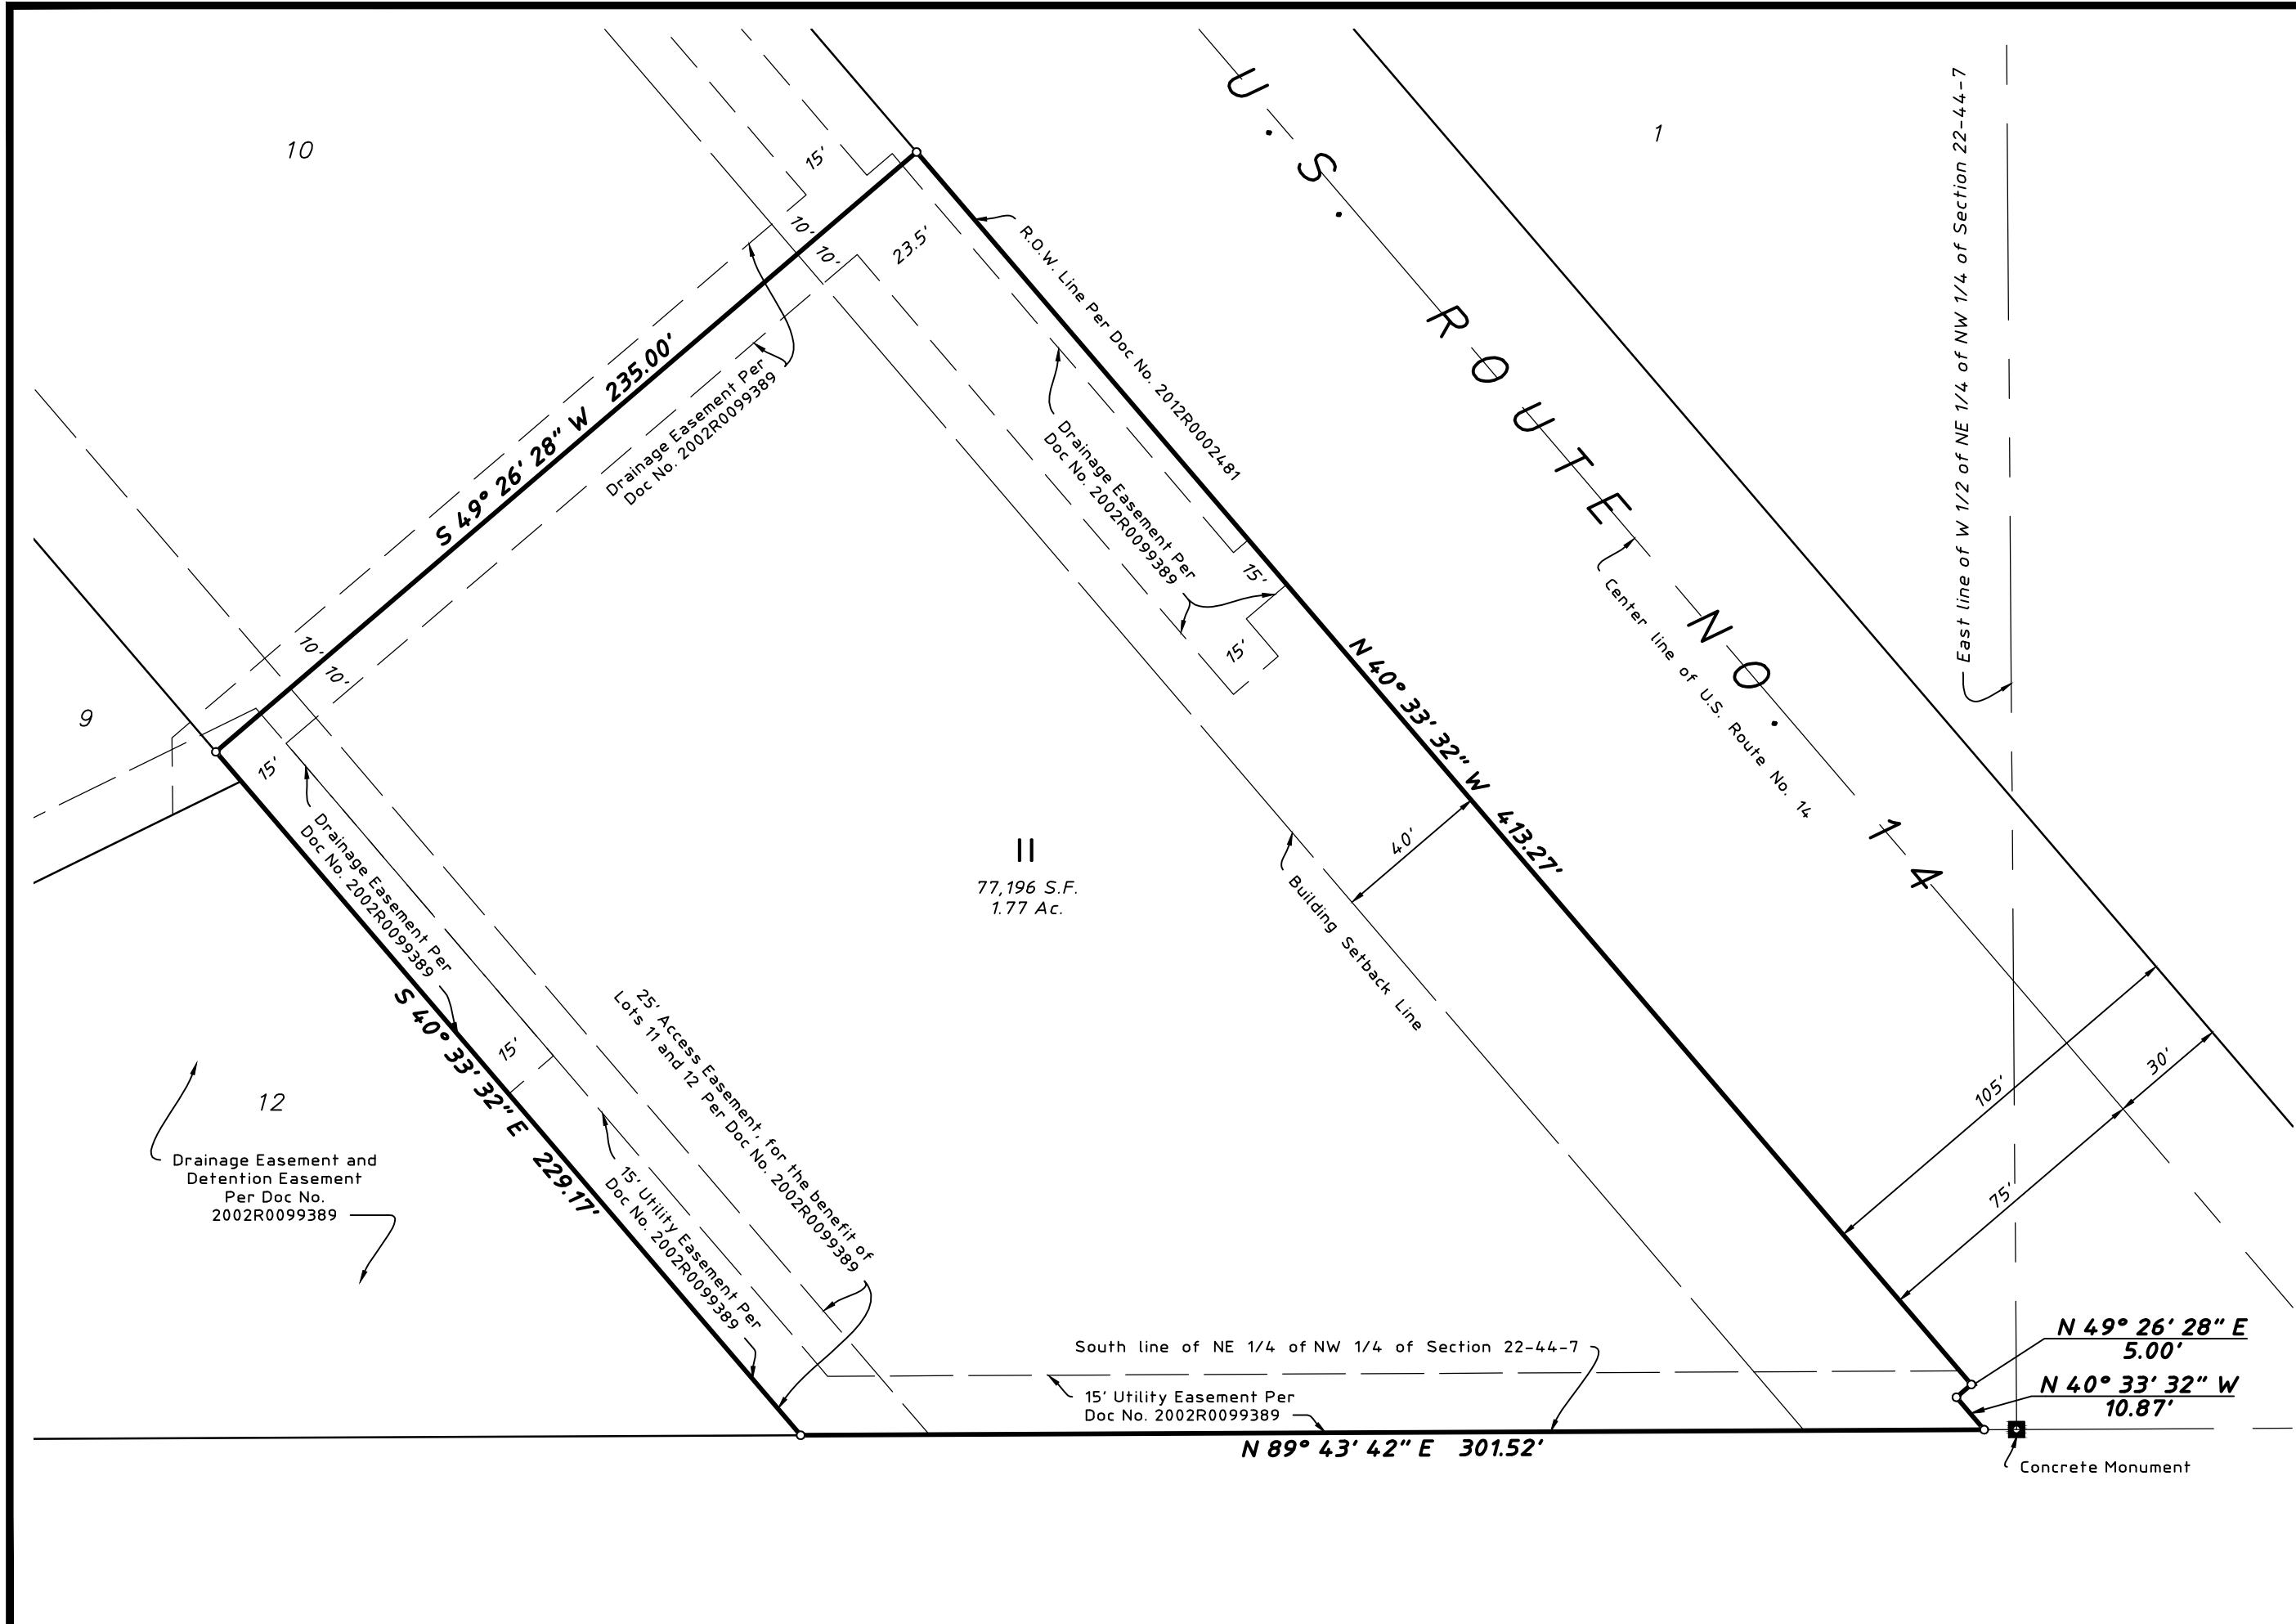 10
15'
10'
10'
23.5'
U. S. ROUTE NO. 14
1
East line of W 1/2 of NE 1/4 of NW 1/4 of Section 22-44-7
R.O.W. Line Per Doc No. 2012R0002481
S 49° 26' 28" W 235.00'
Drainage Easement Per
Doc No. 2002R0099389
Drainage Easement Per
Doc No. 2002R0099389
15'
15'
Center line of U.S. Route No. 14
N 40° 33' 32" W 413.27'
10'
10'
9
15'
Drainage Easement Per
Doc No. 2002R0099389
11
77,196 S.F.
1.77 Ac.
40'
Building Setback Line
S 40° 33' 32" E 229.17'
15'
25' Access Easement, for the benefit of
Lots 11 and 12 Per Doc No. 2002R0099389
12
Drainage Easement and
Detention Easement
Per Doc No.
2002R0099389
15' Utility Easement Per
Doc No. 2002R0099389
105'
30'
75'
South line of NE 1/4 of NW 1/4 of Section 22-44-7
15' Utility Easement Per
Doc No. 2002R0099389
N 49° 26' 28" E
5.00'
N 40° 33' 32" W
10.87'
N 89° 43' 42" E 301.52'
Concrete Monument